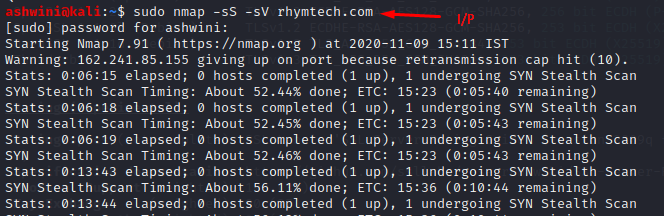 ashwini@kali:~$ sudo nmap -sS -sV rhymtech.com I/P
[sudo] password for ashwini:
Starting Nmap 7.91 ( https://nmap.org ) at 2020-11-09 15:11 IST
Warning: 162.241.85.155 giving up on port because retransmission cap hit (10).
Stats: 0:06:15 elapsed; 0 hosts completed (1 up), 1 undergoing SYN Stealth Scan
SYN Stealth Scan Timing: About 52.44% done; ETC: 15:23 (0:05:40 remaining)
Stats: 0:06:18 elapsed; 0 hosts completed (1 up), 1 undergoing SYN Stealth Scan
SYN Stealth Scan Timing: About 52.45% done; ETC: 15:23 (0:05:43 remaining)
Stats: 0:06:19 elapsed; 0 hosts completed (1 up), 1 undergoing SYN Stealth Scan
SYN Stealth Scan Timing: About 52.46% done; ETC: 15:23 (0:05:43 remaining)
Stats: 0:13:43 elapsed; 0 hosts completed (1 up), 1 undergoing SYN Stealth Scan
SYN Stealth Scan Timing: About 56.11% done; ETC: 15:36 (0:10:44 remaining)
Stats: 0:13:44 elapsed; 0 hosts completed (1 up), 1 undergoing SYN Stealth Scan